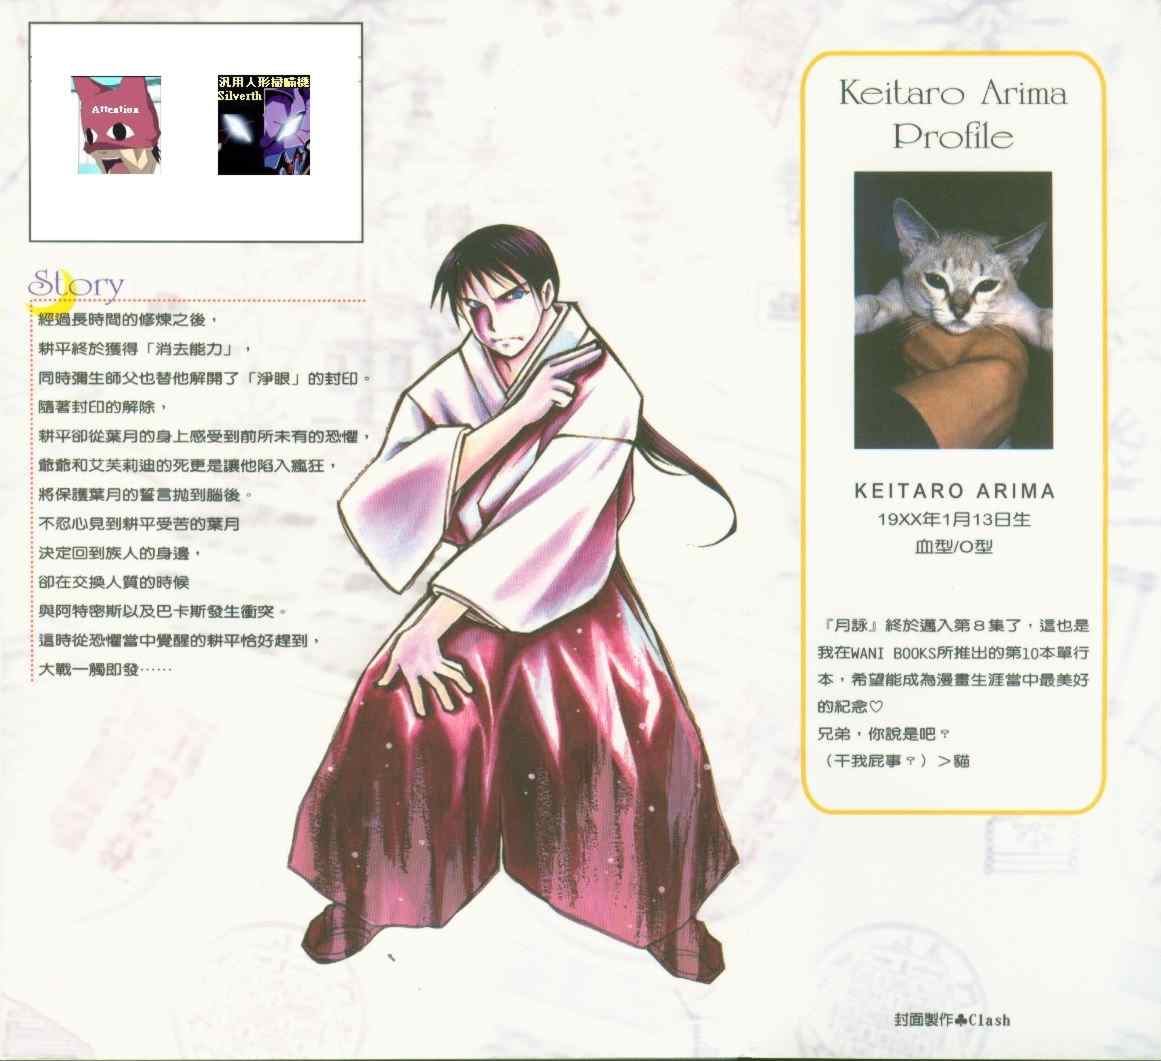 Attention
汎用人形掃瞄機
Silverth
Story
經過長時間的修煉之後，
耕平終於獲得「消去能力」，
同時彌生師父也替他解開了「淨眼」的封印。
隨著封印的解除，
耕平卻從葉月的身上感受到前所未有的恐懼，
爺爺和艾芙莉迪的死更是讓他陷入瘋狂，
將保護葉月的誓言拋到腦後。
不忍心見到耕平受苦的葉月
決定回到族人的身邊，
卻在交換人質的時候
與阿特密斯以及巴卡斯發生衝突。
這時從恐懼當中覺醒的耕平恰好趕到，
大戰一觸即發……
Keitaro Arima
Profile
KEITARO ARIMA
19XX年1月13日生
血型/O型
『月詠』終於邁入第８集了，這也是
我在WANI BOOKS所推出的第10本單行
本，希望能成為漫畫生涯當中最美好
的紀念♡
兄弟，你說是吧？
（干我屁事？）＞貓
封面製作♣Clash